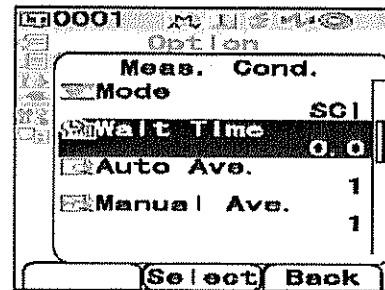 0001
Option
Meas. Cond.
Mode
SCI
Wait Time
0.0
Auto Ave.
1
Manual Ave.
1
Select Back